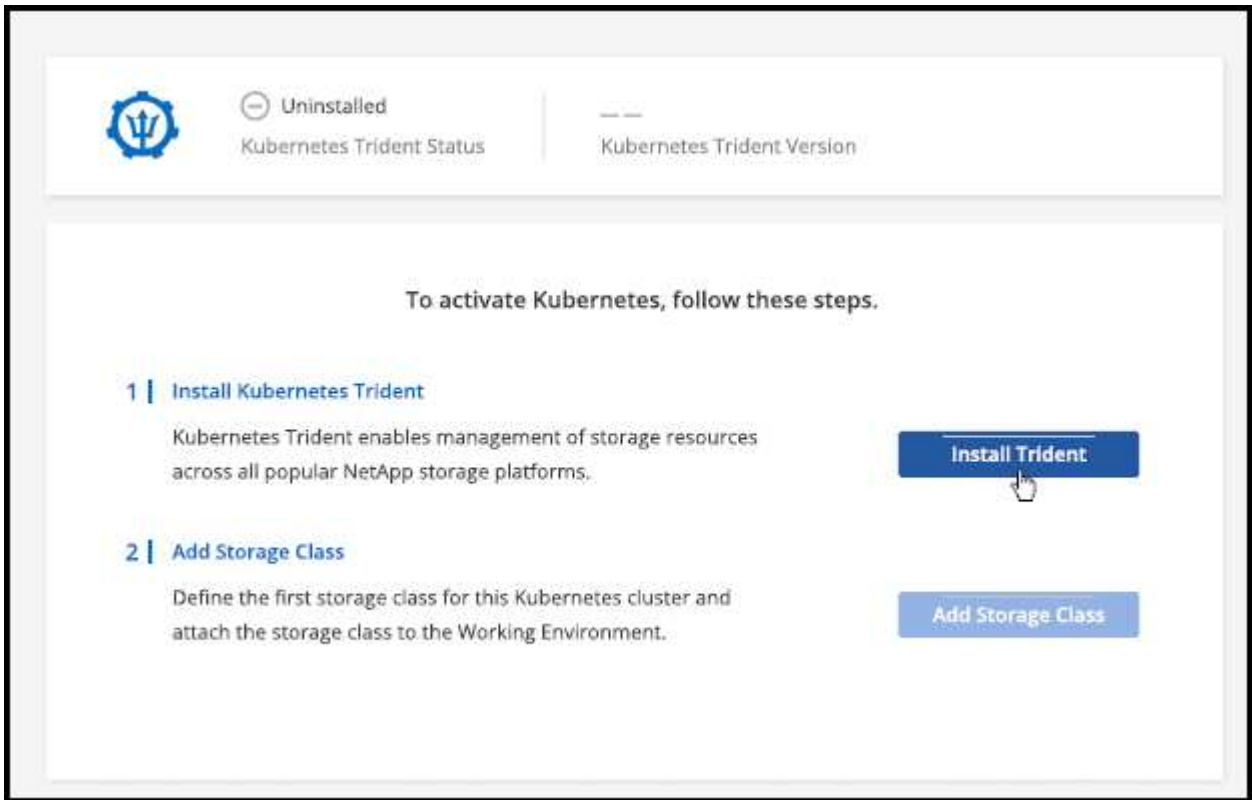 Uninstalled
Kubernetes Trident Status
— —
Kubernetes Trident Version
To activate Kubernetes, follow these steps.
1 | Install Kubernetes Trident
Kubernetes Trident enables management of storage resources
across all popular NetApp storage platforms.
Install Trident
2 | Add Storage Class
Define the first storage class for this Kubernetes cluster and
attach the storage class to the Working Environment.
Add Storage Class